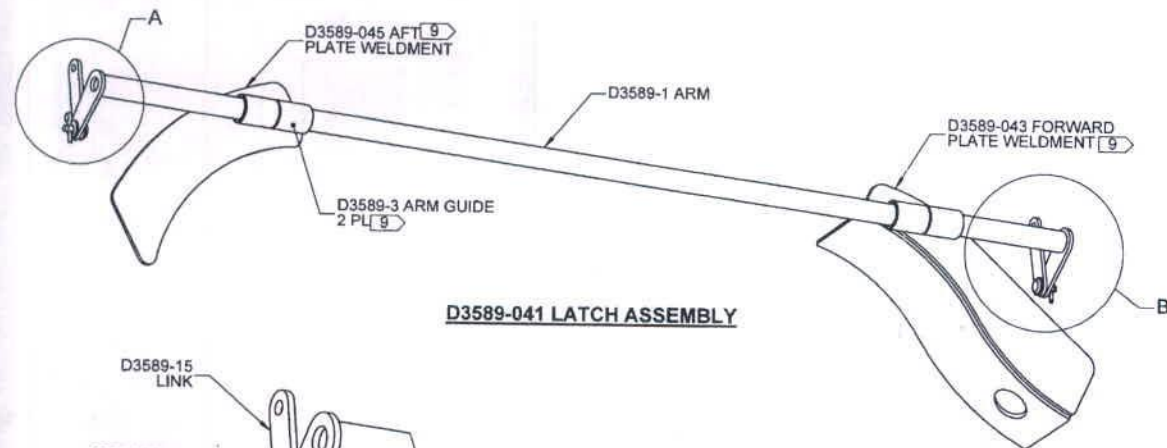 A
D3589-045 AFT 9
PLATE WELDMENT
D3589-1 ARM
D3589-043 FORWARD
PLATE WELDMENT 9
D3589-3 ARM GUIDE
2 PL 9
D3589-041 LATCH ASSEMBLY
B
D3589-15
LINK